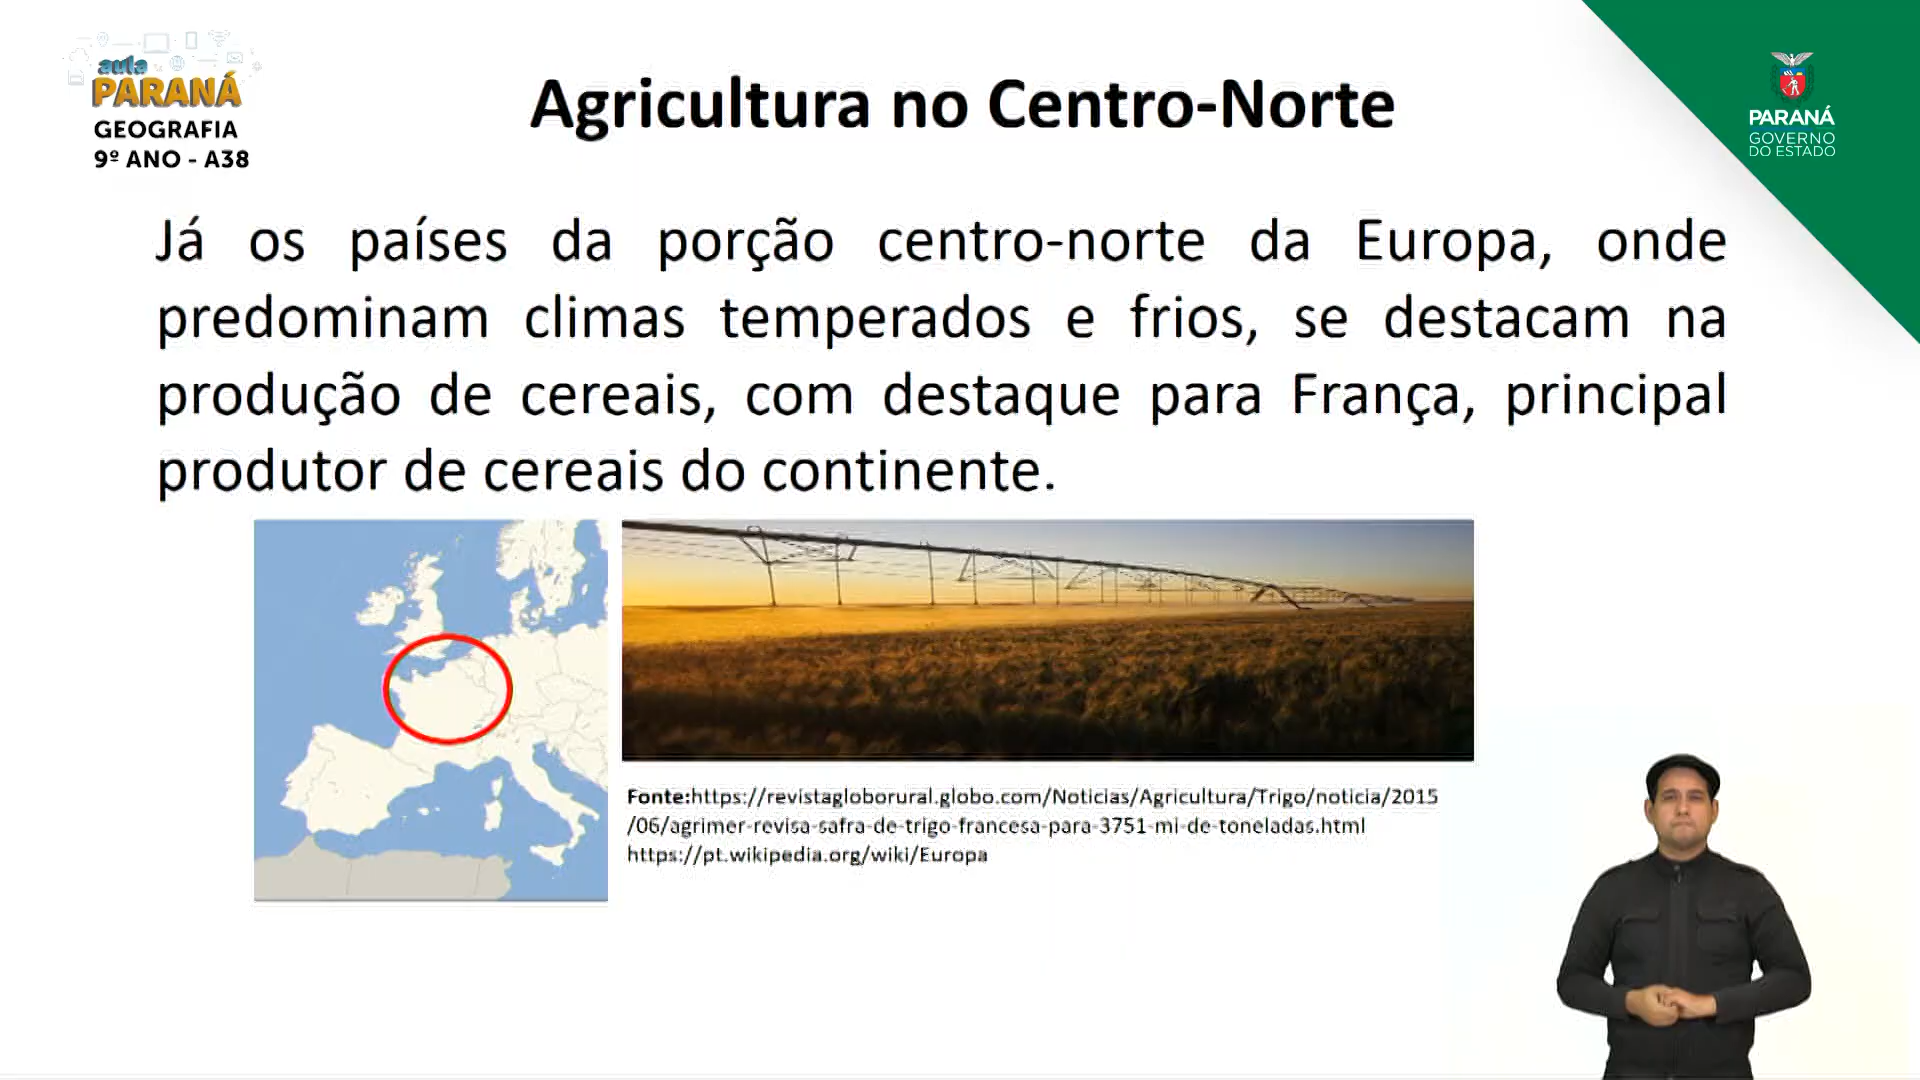 aula
PARANÁ
GEOGRAFIA
9º ANO - A38
Agricultura no Centro-Norte
PARANÁ
GOVERNO
DO ESTADO
Já os países da porção centro-norte da Europa, onde
predominam climas temperados e frios, se destacam na
produção de cereais, com destaque para França, principal
produtor de cereais do continente.
Fonte:https://revistagloborural.globo.com/Noticias/Agricultura/Trigo/noticia/2015
/06/agrimer-revisa-safra-de-trigo-francesa-para-3751-mi-de-toneladas.html
https://pt.wikipedia.org/wiki/Europa